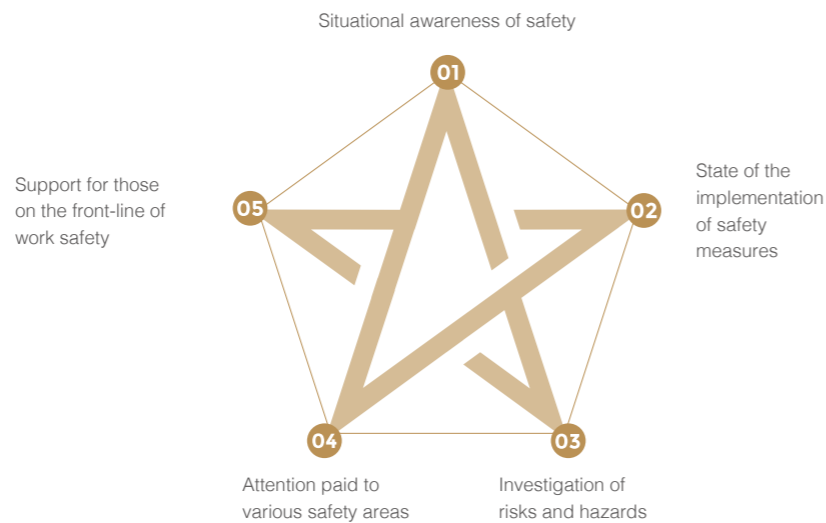 Situational awareness of safety
01
State of the
implementation
of safety
measures
02
Support for those
on the front-line of
work safety
05
04
03
Attention paid to
various safety areas
Investigation of
risks and hazards